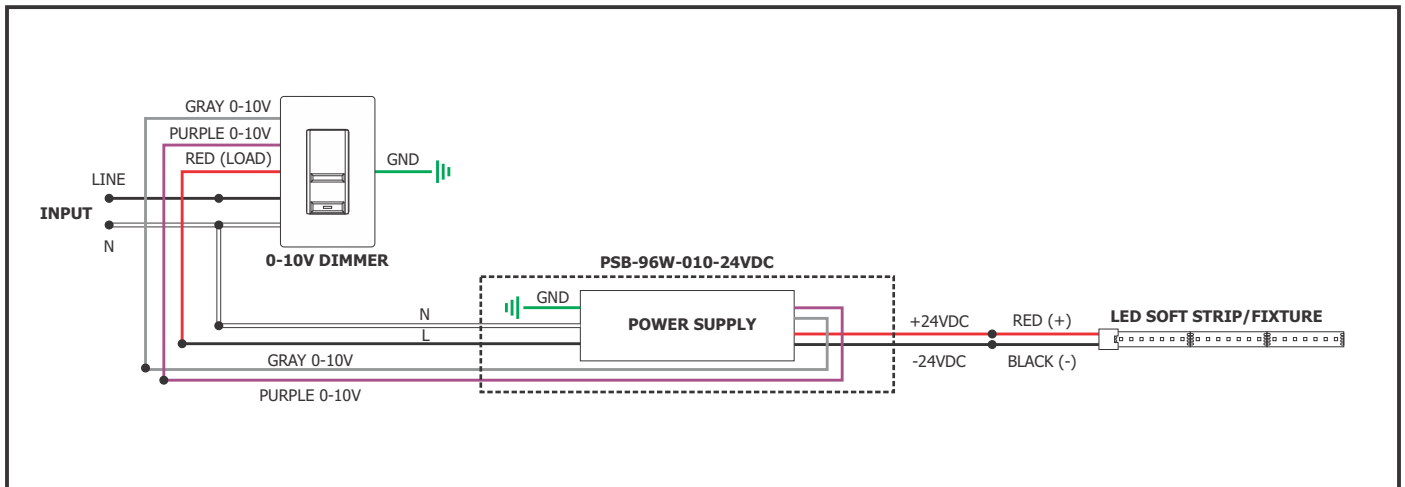 GRAY 0-10V
PURPLE 0-10V
RED (LOAD)
GND
LINE
INPUT
N
0-10V DIMMER
PSB-96W-010-24VDC
GND
N
POWER SUPPLY
L
GRAY 0-10V
PURPLE 0-10V
+24VDC
RED (+)
LED SOFT STRIP/FIXTURE
-24VDC
BLACK (-)